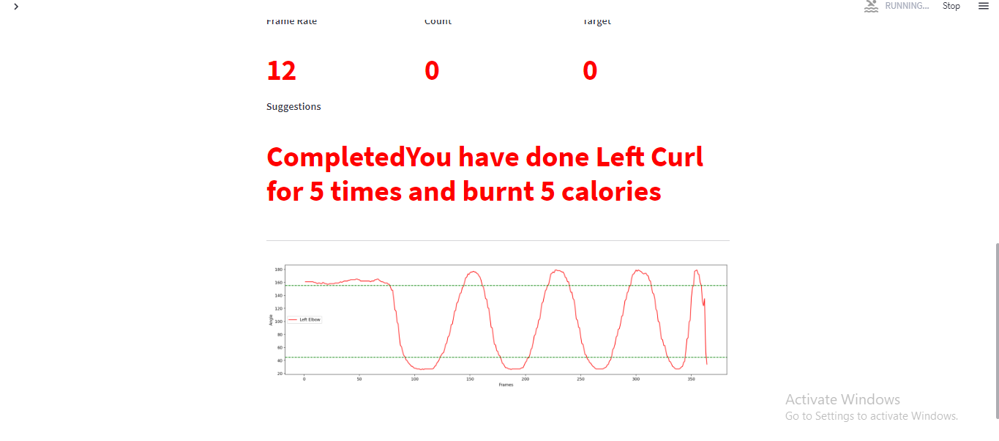 RUNNING...
Stop
Frame Rate
Count
Target
12
0
0
Suggestions
CompletedYou have done Left Curl
for 5 times and burnt 5 calories
180
160
140
120
100
80
60
40
20
Angle
Left Elbow
0
50
100
150
200
250
300
350
Frames
Activate Windows
Go to Settings to activate Windows.